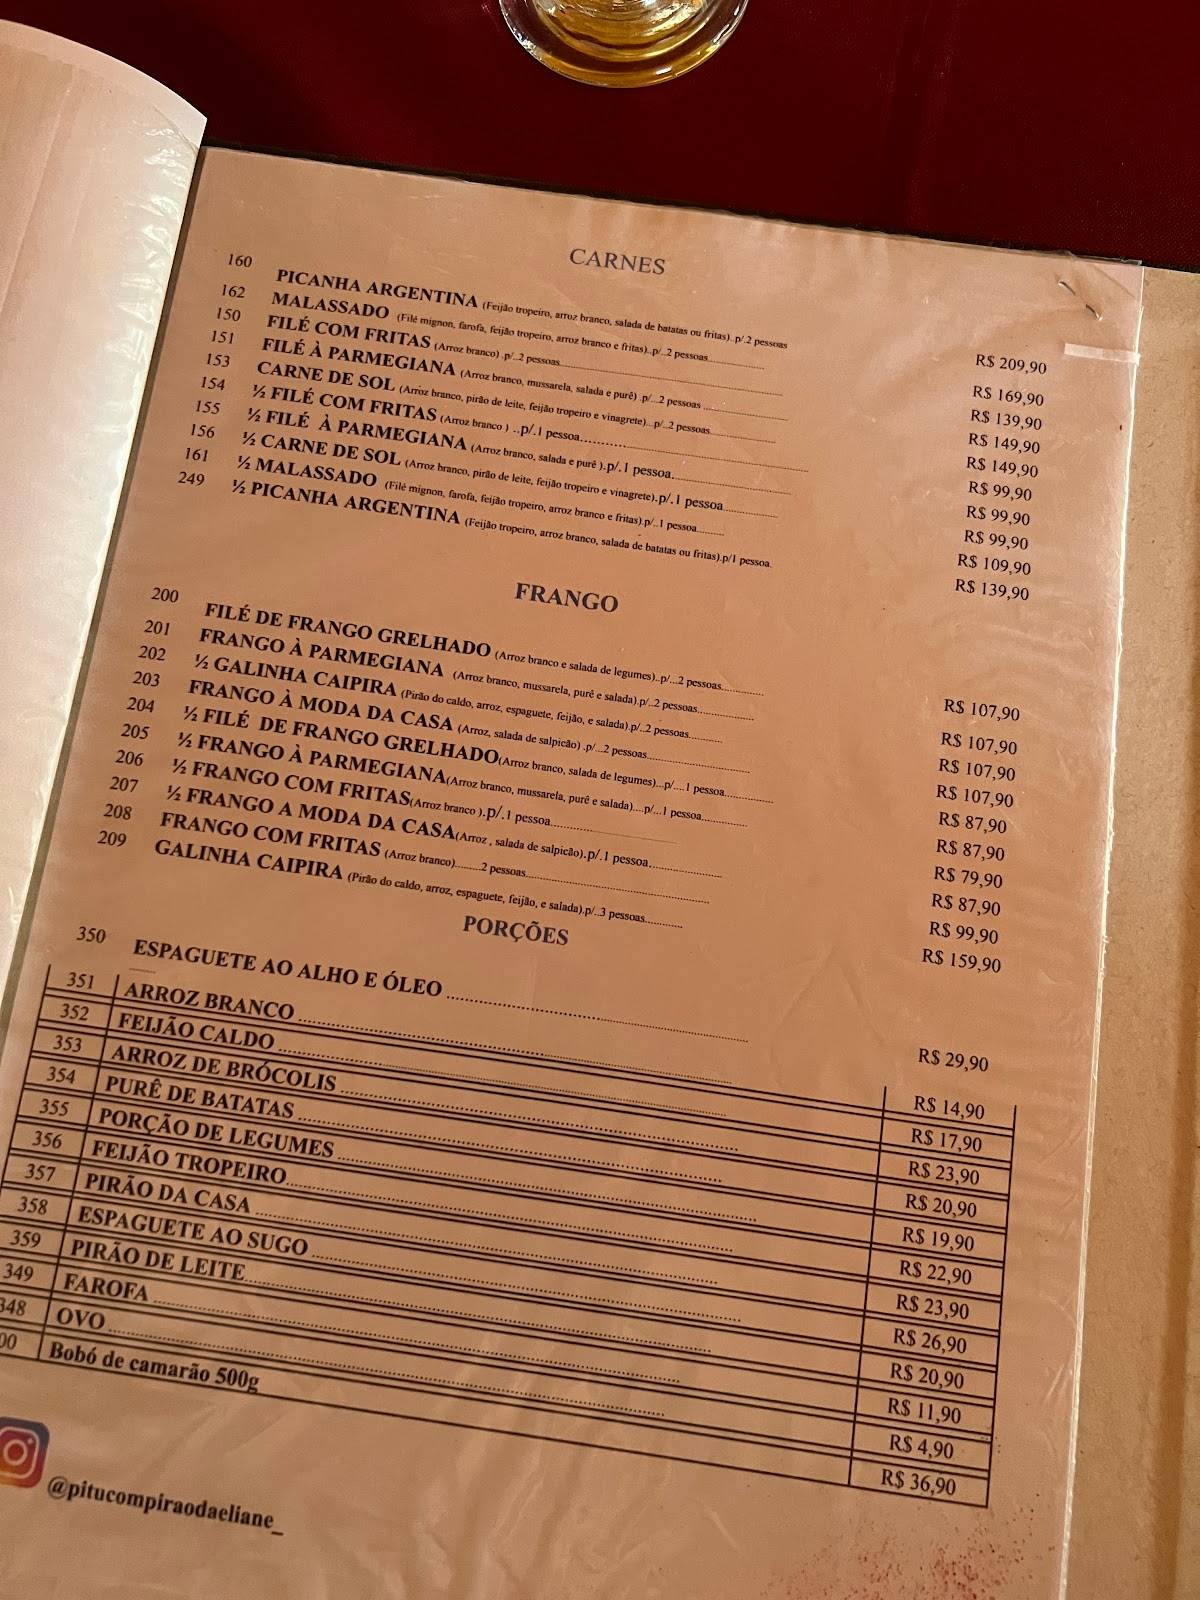 CARNES
160 PICANHA ARGENTINA (Feijão tropeiro, arroz branco, salada de batatas ou fritas). p/.2 pessoas R$ 209,90
162 MALASSADO (Filé mignon, farofa, feijão tropeiro, arroz branco e fritas)..p/..2 pessoas R$ 169,90
150 FILÉ COM FRITAS (Arroz branco) .p/..2 pessoas R$ 139,90
151 FILÉ À PARMEGIANA (Arroz branco, mussarela, salada e purê) .p/...2 pessoas R$ 149,90
153 CARNE DE SOL (Arroz branco, pirão de leite, feijão tropeiro e vinagrete)...p/..2 pessoas R$ 149,90
154 ½ FILÉ COM FRITAS (Arroz branco ) ..p/.1 pessoa R$ 99,90
155 ½ FILÉ À PARMEGIANA (Arroz branco, salada e purê ).p/.1 pessoa R$ 99,90
156 ½ CARNE DE SOL (Arroz branco, pirão de leite, feijão tropeiro e vinagrete).p/.1 pessoa R$ 99,90
161 ½ MALASSADO (Filé mignon, farofa, feijão tropeiro, arroz branco e fritas).p/..1 pessoa R$ 109,90
249 ½ PICANHA ARGENTINA (Feijão tropeiro, arroz branco, salada de batatas ou fritas).p/1 pessoa. R$ 139,90
FRANGO
200 FILÉ DE FRANGO GRELHADO (Arroz branco e salada de legumes)..p/...2 pessoas R$ 107,90
201 FRANGO À PARMEGIANA (Arroz branco, mussarela, purê e salada).p/..2 pessoas R$ 107,90
202 ½ GALINHA CAIPIRA (Pirão do caldo, arroz, espaguete, feijão, e salada).p/..2 pessoas R$ 107,90
203 FRANGO À MODA DA CASA (Arroz, salada de salpicão) .p/...2 pessoas R$ 107,90
204 ½ FILÉ DE FRANGO GRELHADO(Arroz branco, salada de legumes)...p/....1 pessoa R$ 87,90
205 ½ FRANGO À PARMEGIANA(Arroz branco, mussarela, purê e salada)....p/...1 pessoa R$ 87,90
206 ½ FRANGO COM FRITAS(Arroz branco ).p/.1 pessoa R$ 79,90
207 ½ FRANGO A MODA DA CASA(Arroz , salada de salpicão).p/.1 pessoa R$ 87,90
208 FRANGO COM FRITAS (Arroz branco)..........2 pessoas R$ 99,90
209 GALINHA CAIPIRA (Pirão do caldo, arroz, espaguete, feijão, e salada).p/..3 pessoas R$ 159,90
PORÇÕES
350 ESPAGUETE AO ALHO E ÓLEO R$ 29,90
351 ARROZ BRANCO R$ 14,90
352 FEIJÃO CALDO R$ 17,90
353 ARROZ DE BRÓCOLIS R$ 23,90
354 PURÊ DE BATATAS R$ 20,90
355 PORÇÃO DE LEGUMES R$ 19,90
356 FEIJÃO TROPEIRO R$ 22,90
357 PIRÃO DA CASA R$ 23,90
358 ESPAGUETE AO SUGO R$ 26,90
359 PIRÃO DE LEITE R$ 20,90
349 FAROFA R$ 11,90
348 OVO R$ 4,90
00 Bobó de camarão 500g R$ 36,90
@pitucompiraodaeliane_